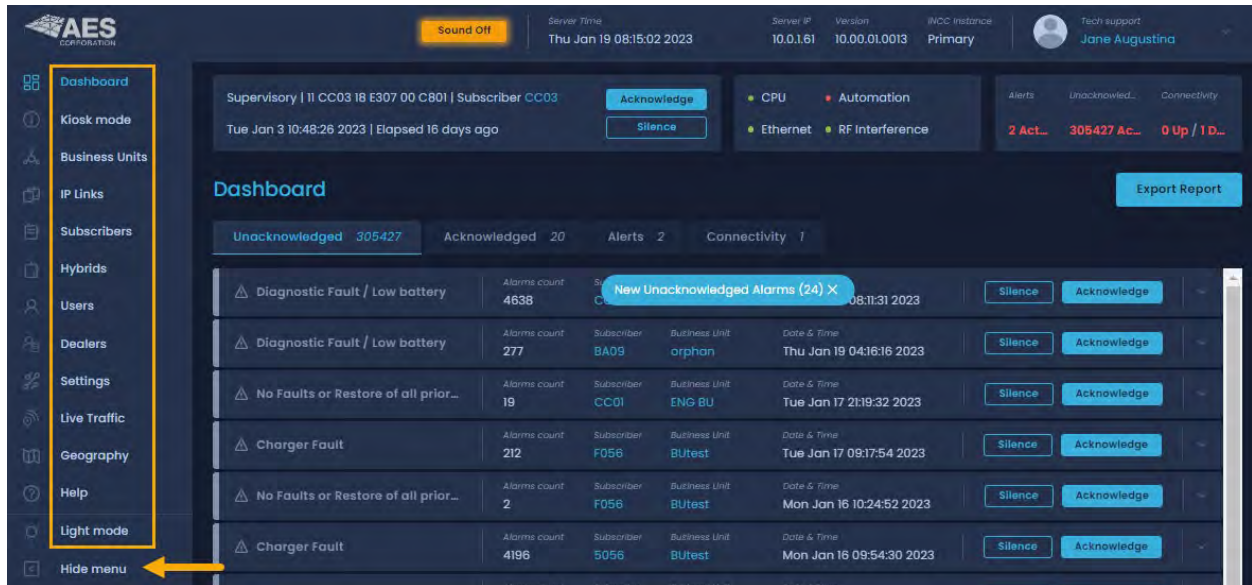 AES
CORPORATION
Sound Off
Server Time
Thu Jan 19 08:15:02 2023
Server IP
10.0.1.61
Version
10.00.01.0013
INCC Instance
Primary
Tech support
Jane Augustina
Dashboard
Kiosk mode
Business Units
IP Links
Subscribers
Hybrids
Users
Dealers
Settings
Live Traffic
Geography
Help
Light mode
Hide menu
Supervisory | 11 CC03 18 E307 00 C801 | Subscriber CC03
Tue Jan 3 10:48:26 2023 | Elapsed 16 days ago
Acknowledge
Silence
CPU
Automation
Ethernet
RF Interference
Alerts
2 Act...
Unacknowled...
305427 Ac...
Connectivity
0 Up / 1 D...
Dashboard
Export Report
Unacknowledged 305427
Acknowledged 20
Alerts 2
Connectivity 1
New Unacknowledged Alarms (24) X
Diagnostic Fault / Low battery
Alarms count
4638
08:11:31 2023
Silence
Acknowledge
Diagnostic Fault / Low battery
Alarms count
277
Subscriber
BA09
Business Unit
orphan
Date & Time
Thu Jan 19 04:16:16 2023
Silence
Acknowledge
No Faults or Restore of all prior...
Alarms count
19
Subscriber
CC01
Business Unit
ENG BU
Date & Time
Tue Jan 17 21:19:32 2023
Silence
Acknowledge
Charger Fault
Alarms count
212
Subscriber
F056
Business Unit
BUtest
Date & Time
Tue Jan 17 09:17:54 2023
Silence
Acknowledge
No Faults or Restore of all prior...
Alarms count
2
Subscriber
F056
Business Unit
BUtest
Date & Time
Mon Jan 16 10:24:52 2023
Silence
Acknowledge
Charger Fault
Alarms count
4196
Subscriber
5056
Business Unit
BUtest
Date & Time
Mon Jan 16 09:54:30 2023
Silence
Acknowledge